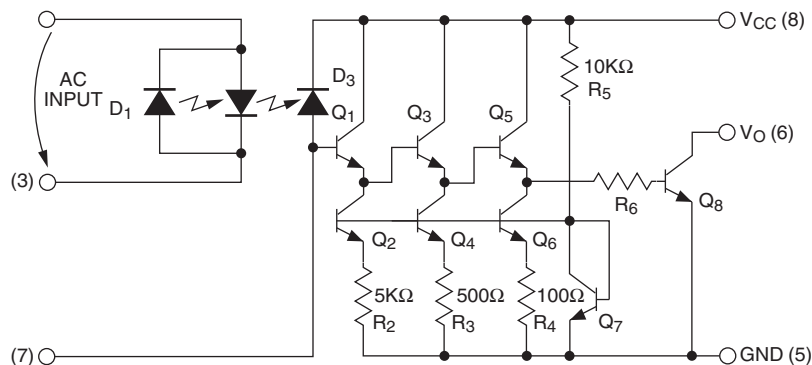 VCC (8)
D3
10KΩ
AC
INPUT
D1
Q1
Q3
Q5
R5
VO (6)
(3)
R6
Q8
Q2
Q4
Q6
5KΩ
500Ω
100Ω
R2
R3
R4
Q7
(7)
GND (5)